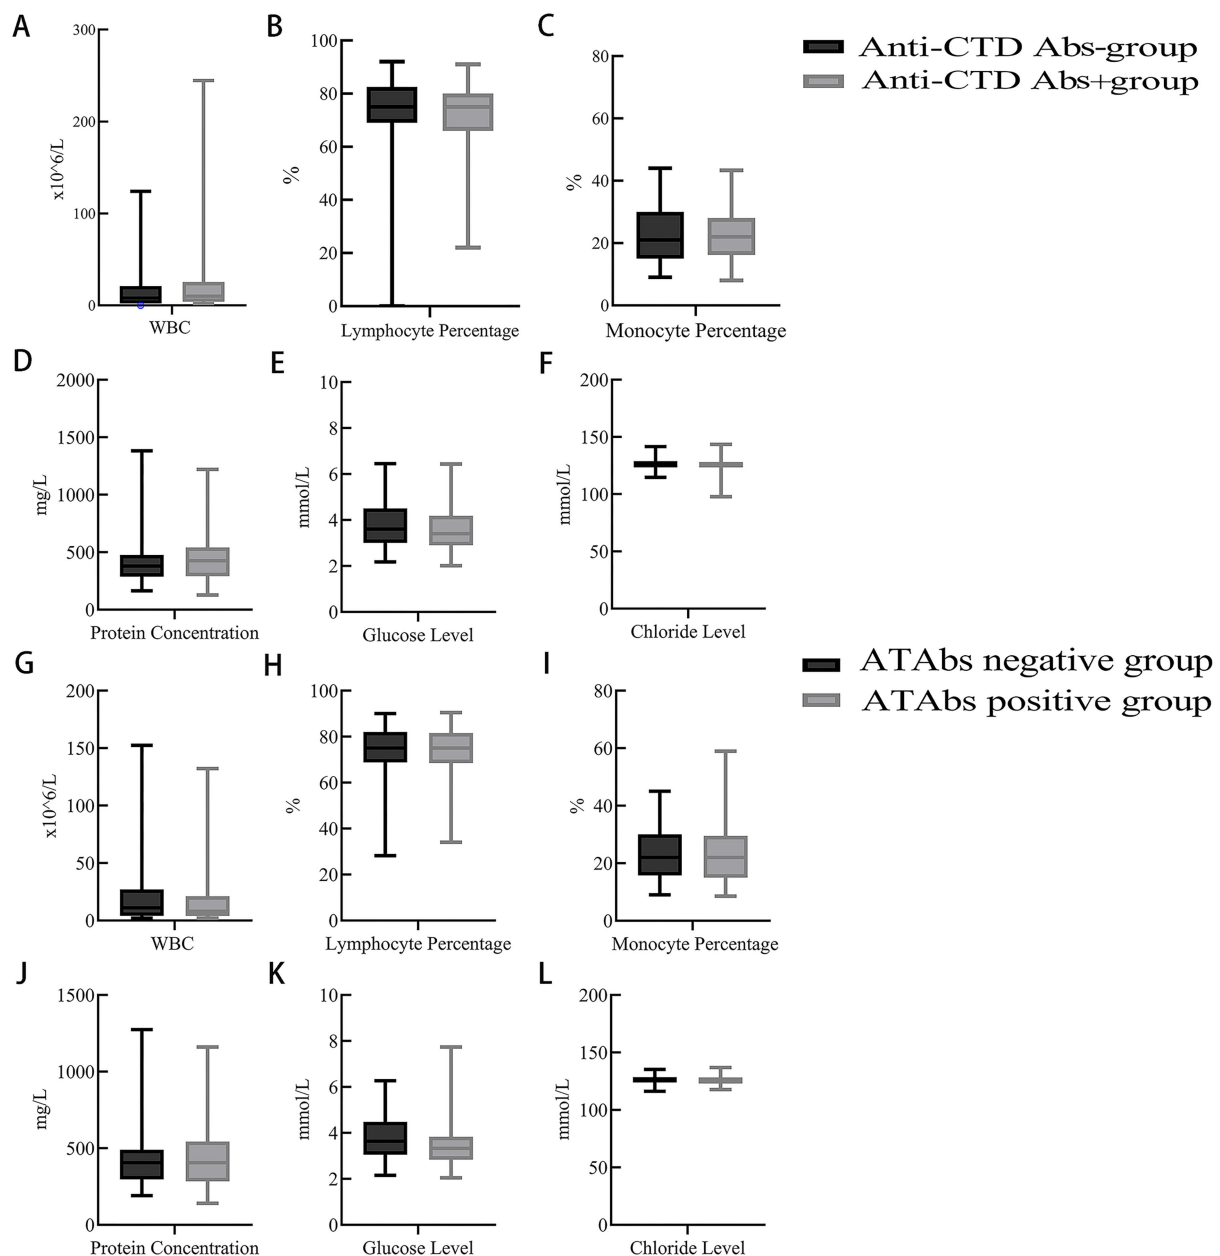 A
300
200
100
0
x10^6/L
WBC
B
100
80
60
40
20
0
%
Lymphocyte Percentage
C
80
60
40
20
0
%
Monocyte Percentage
Anti-CTD Abs-group
Anti-CTD Abs+group
D
2000
1500
1000
500
0
mg/L
Protein Concentration
E
10
8
6
4
2
0
mmol/L
Glucose Level
F
200
150
100
50
0
mmol/L
Chloride Level
G
200
150
100
50
0
x10^6/L
WBC
H
100
80
60
40
20
0
%
Lymphocyte Percentage
I
80
60
40
20
0
%
Monocyte Percentage
ATAbs negative group
ATAbs positive group
J
1500
1000
500
0
mg/L
Protein Concentration
K
10
8
6
4
2
0
mmol/L
Glucose Level
L
200
150
100
50
0
mmol/L
Chloride Level